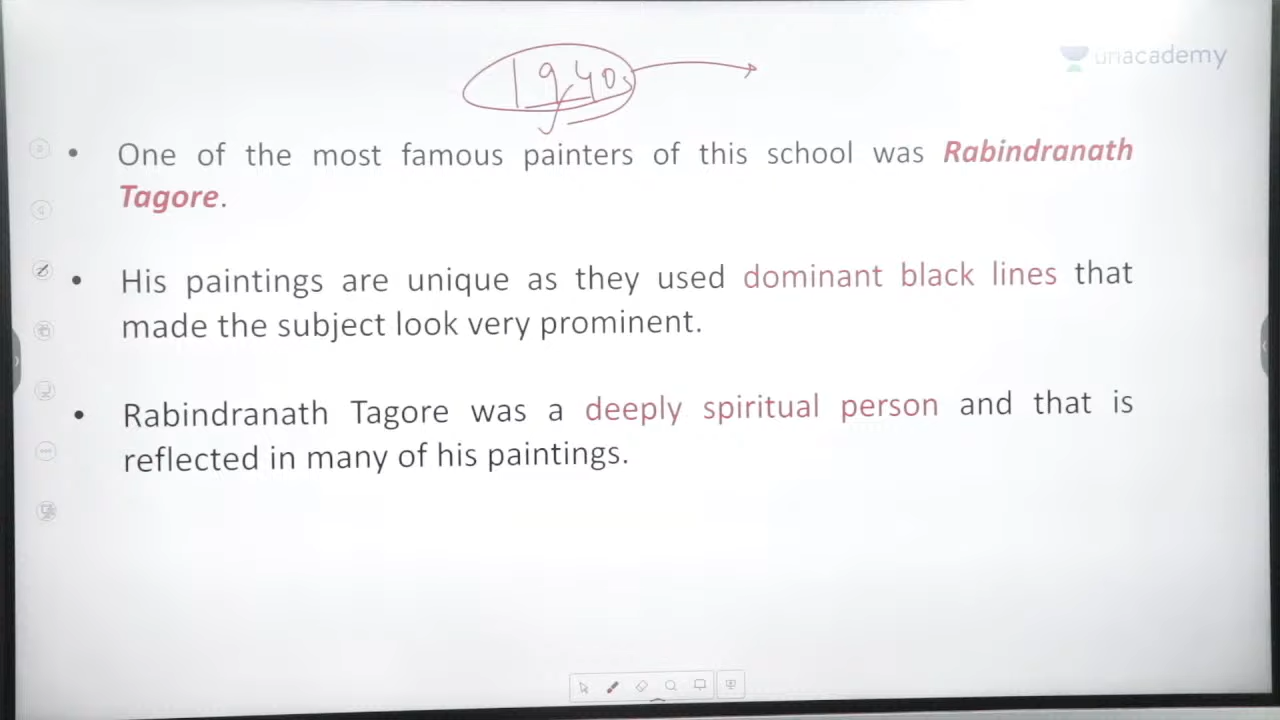 1940s
unacademy
• One of the most famous painters of this school was Rabindranath
Tagore.
• His paintings are unique as they used dominant black lines that
made the subject look very prominent.
• Rabindranath Tagore was a deeply spiritual person and that is
reflected in many of his paintings.